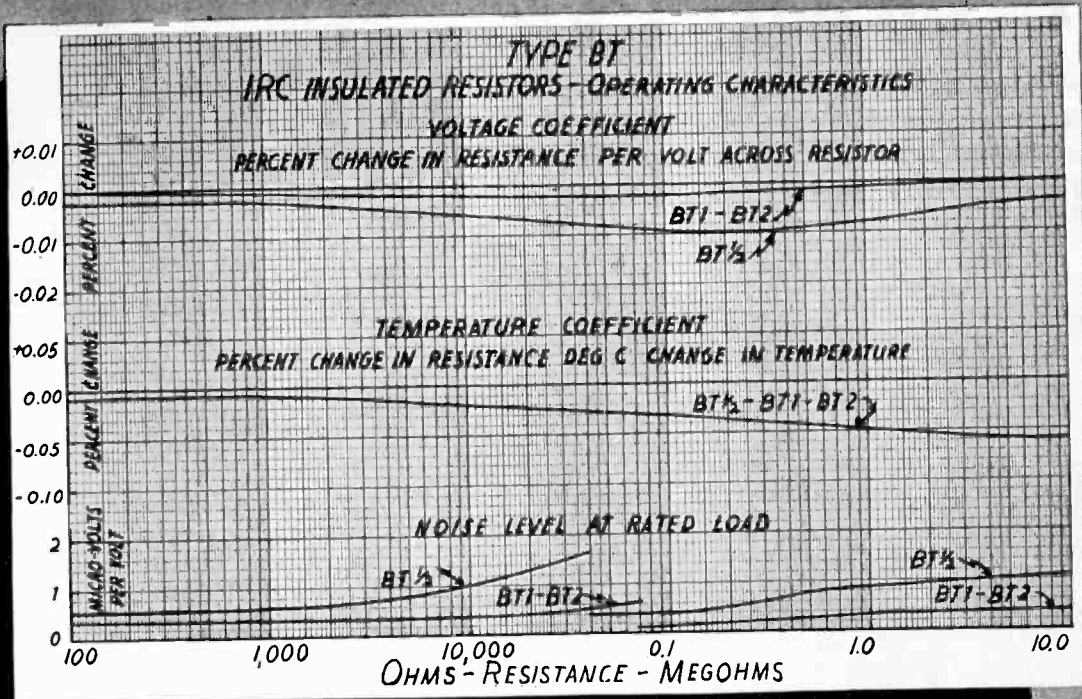 TYPE BT
IRC INSULATED RESISTORS - OPERATING CHARACTERISTICS
VOLTAGE COEFFICIENT
PERCENT CHANGE IN RESISTANCE PER VOLT ACROSS RESISTOR
PERCENT CHANGE
+0.01
0.00
-0.01
-0.02
BT1-BT2
BT½
TEMPERATURE COEFFICIENT
PERCENT CHANGE IN RESISTANCE DEG C CHANGE IN TEMPERATURE
PERCENT CHANGE
+0.05
0.00
-0.05
-0.10
BT½-BT1-BT2
NOISE LEVEL AT RATED LOAD
MICRO-VOLTS
PER VOLT
2
1
0
BT½
BT1-BT2
BT½
BT1-BT2
100 1,000 10,000 0.1 1.0 10.0
OHMS-RESISTANCE-MEGOHMS